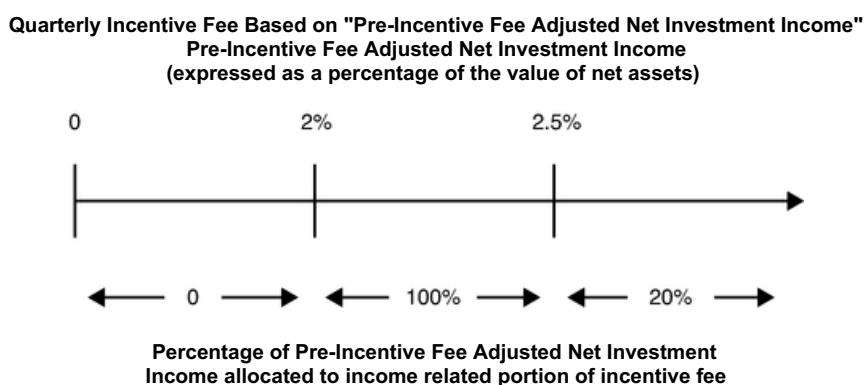 Quarterly Incentive Fee Based on "Pre-Incentive Fee Adjusted Net Investment Income"
Pre-Incentive Fee Adjusted Net Investment Income
(expressed as a percentage of the value of net assets)
0 2% 2.5%
0 100% 20%
Percentage of Pre-Incentive Fee Adjusted Net Investment
Income allocated to income related portion of incentive fee